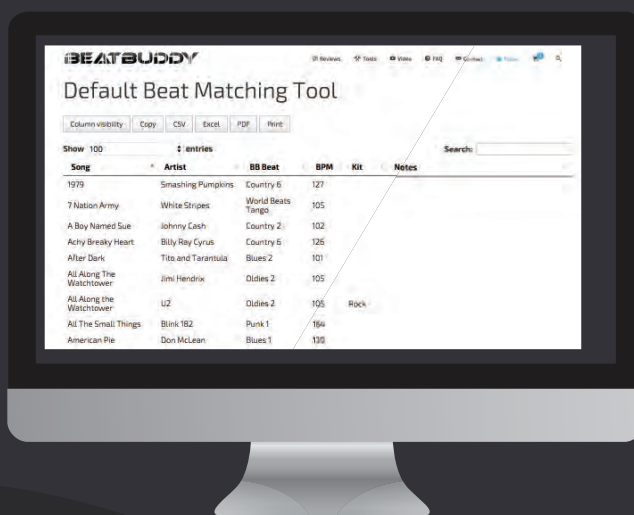 BEATBUDDY
Reviews Tools Video FAQ Contact
Default Beat Matching Tool
Column visibility Copy CSV Excel PDF Print
Show 100 entries Search:
Song Artist BB Beat BPM Kit Notes
1979 Smashing Pumpkins Country 6 127
7 Nation Army White Stripes World Beats Tango 105
A Boy Named Sue Johnny Cash Country 2 102
Achy Breaky Heart Billy Ray Cyrus Country 6 126
After Dark Tito and Tarantula Blues 2 101
All Along The Watchtower Jimi Hendrix Oldies 2 105
All Along the Watchtower U2 Oldies 2 105 Rock
All The Small Things Blink 182 Punk 1 164
American Pie Don McLean Blues 1